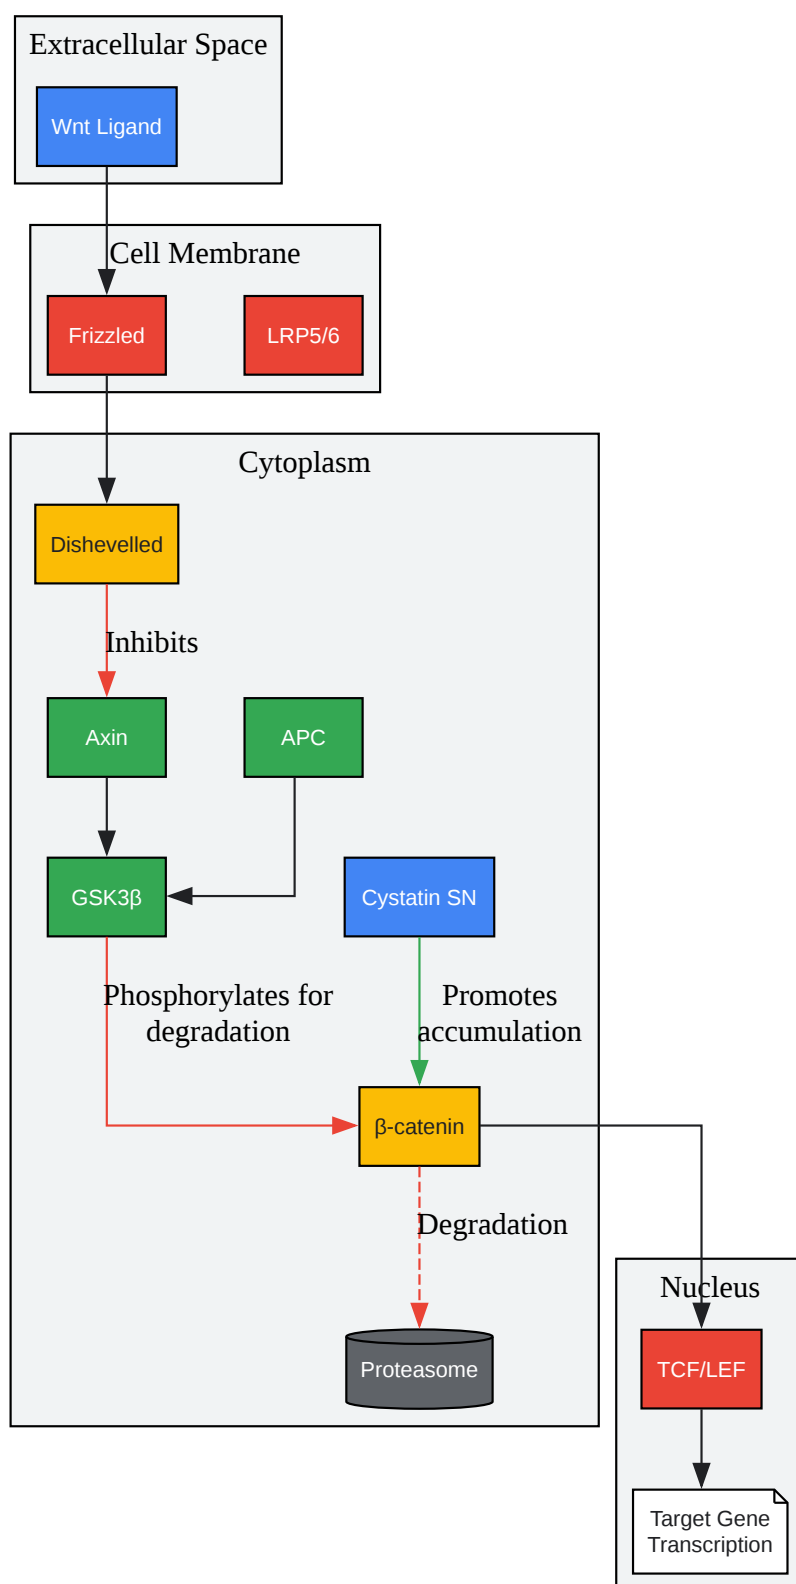 Extracellular Space
Wnt Ligand
Cell Membrane
Frizzled
LRP5/6
Cytoplasm
Dishevelled
Inhibits
Axin
APC
GSK3β
Cystatin SN
Phosphorylates for
degradation
Promotes
accumulation
β-catenin
Degradation
Nucleus
Proteasome
TCF/LEF
Target Gene
Transcription